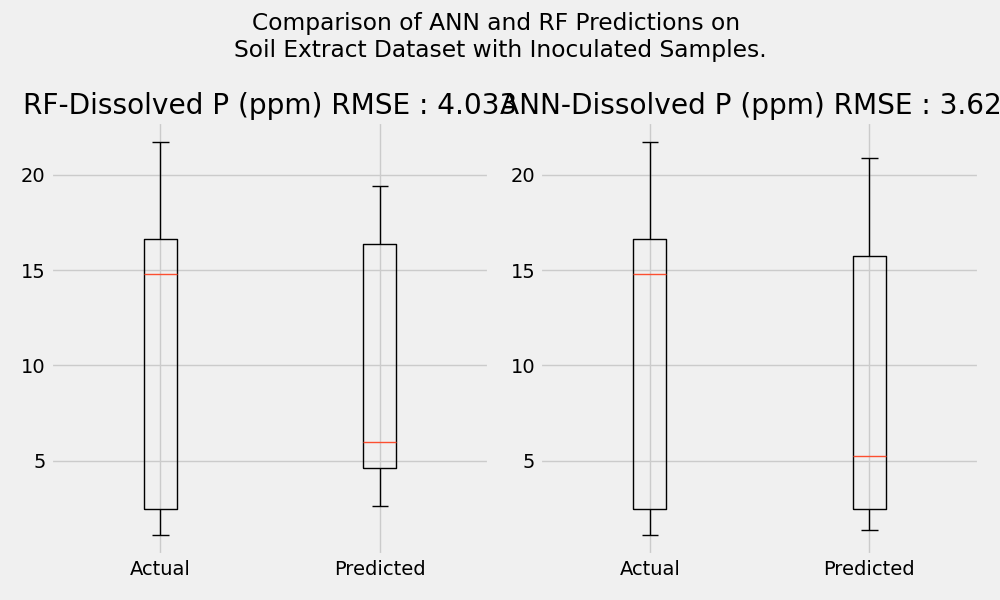 Comparison of ANN and RF Predictions on
Soil Extract Dataset with Inoculated Samples.
RF-Dissolved P (ppm) RMSE : 4.033
ANN-Dissolved P (ppm) RMSE : 3.62
20
15
10
5
Actual Predicted
20
15
10
5
Actual Predicted